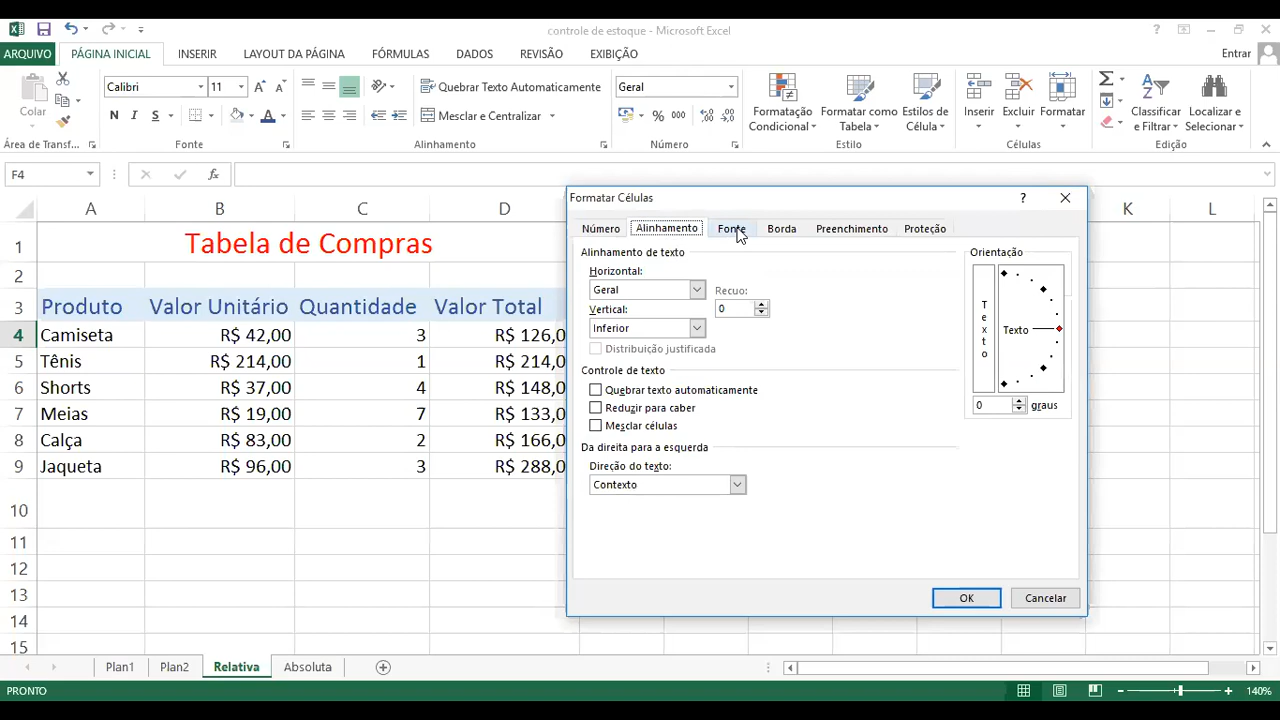 controle de estoque - Microsoft Excel
ARQUIVO PÁGINA INICIAL INSERIR LAYOUT DA PÁGINA FÓRMULAS DADOS REVISÃO EXIBIÇÃO Entrar
Colar
Calibri 11
N I S
Quebrar Texto Automaticamente
Mesclar e Centralizar
Geral
% 000
Formatação Condicional
Formatar como Tabela
Estilos de Célula
Inserir
Excluir
Formatar
Classificar e Filtrar
Localizar e Selecionar
Área de Transf... Fonte Alinhamento Número Estilo Células Edição
F4 fx
A B C D K L
1 Tabela de Compras
2
3 Produto Valor Unitário Quantidade Valor Total
4 Camiseta R$ 42,00 3 R$ 126,0
5 Tênis R$ 214,00 1 R$ 214,0
6 Shorts R$ 37,00 4 R$ 148,0
7 Meias R$ 19,00 7 R$ 133,0
8 Calça R$ 83,00 2 R$ 166,0
9 Jaqueta R$ 96,00 3 R$ 288,0
10
11
12
13
14
15
Formatar Células ?
Número Alinhamento Fonte Borda Preenchimento Proteção
Alinhamento de texto
Horizontal:
Geral
Recuo:
0
Vertical:
Inferior
Distribuição justificada
Controle de texto
Quebrar texto automaticamente
Reduzir para caber
Mesclar células
Da direita para a esquerda
Direção do texto:
Contexto
Orientação
Texto
Texto
0 graus
OK Cancelar
Plan1 Plan2 Relativa Absoluta
PRONTO 140%